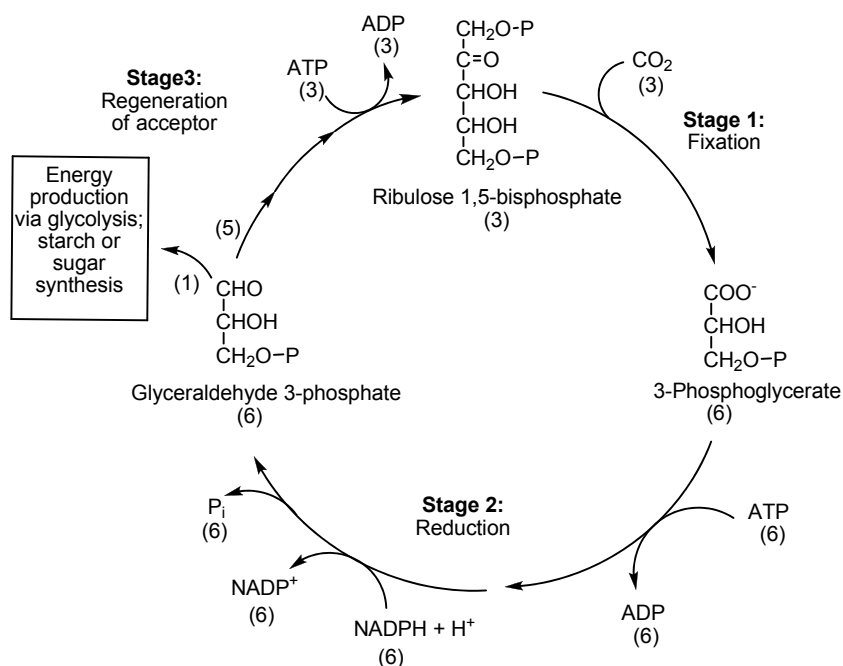 ADP
(3)
ATP
(3)
Stage3:
Regeneration
of acceptor
CH₂O-P
C=O
CHOH
CHOH
CH₂O-P
Ribulose 1,5-bisphosphate
(3)
CO₂
(3)
Stage 1:
Fixation
Energy
production
via glycolysis;
starch or
sugar
synthesis
(5)
(1)
CHO
CHOH
CH₂O-P
Glyceraldehyde 3-phosphate
(6)
COO⁻
CHOH
CH₂O-P
3-Phosphoglycerate
(6)
Stage 2:
Reduction
ATP
(6)
ADP
(6)
NADPH + H⁺
(6)
NADP⁺
(6)
Pᵢ
(6)